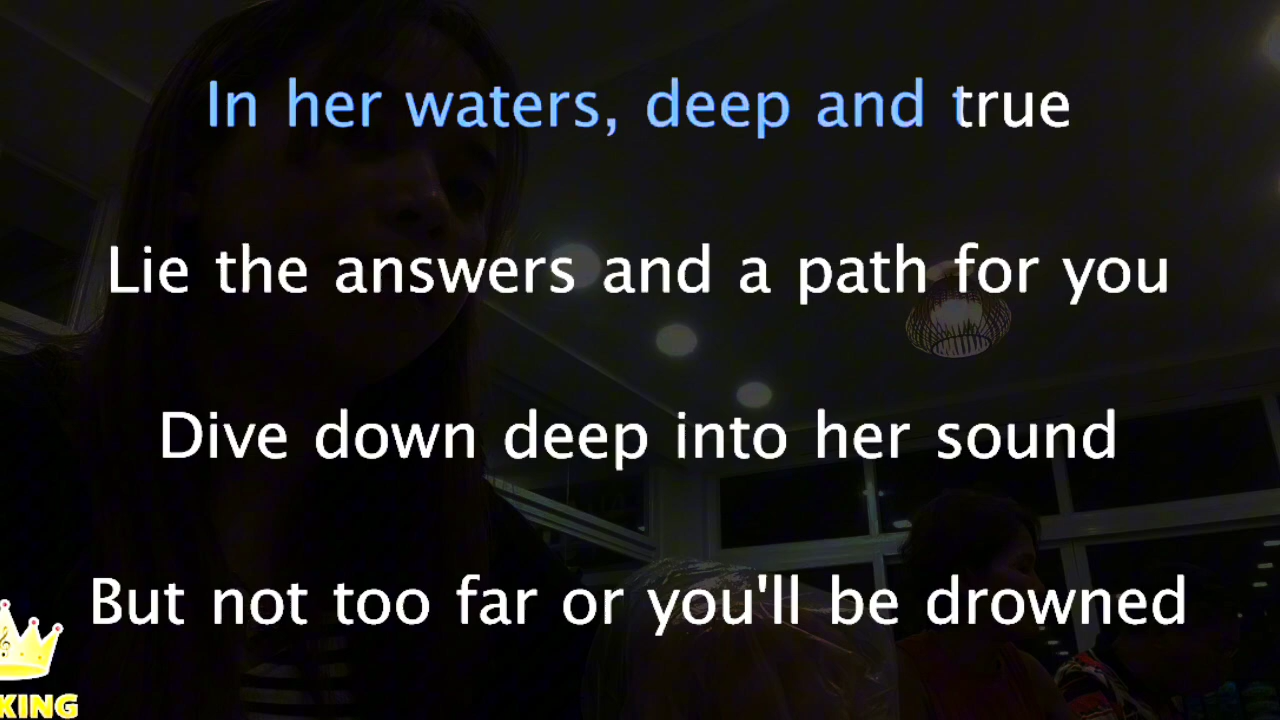 In her waters, deep and true
Lie the answers and a path for you
Dive down deep into her sound
But not too far or you'll be drowned
KING